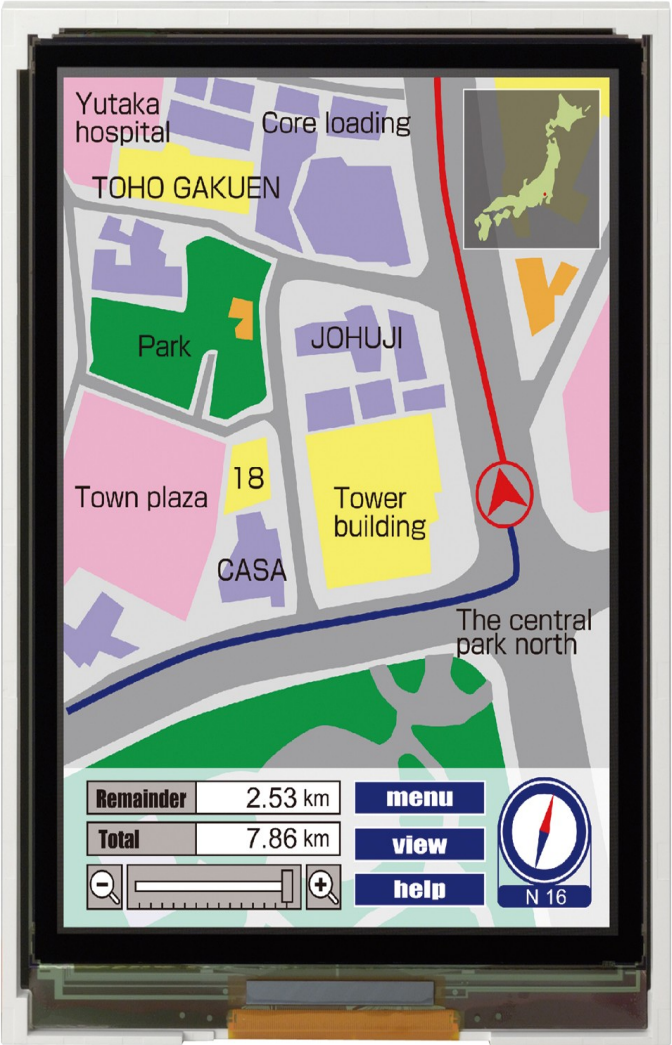 Yutaka
hospital
Core loading
TOHO GAKUEN
Park
JOHUJI
Town plaza
18
Tower
building
CASA
The central
park north
Remainder 2.53 km
Total 7.86 km
menu
view
help
N 16